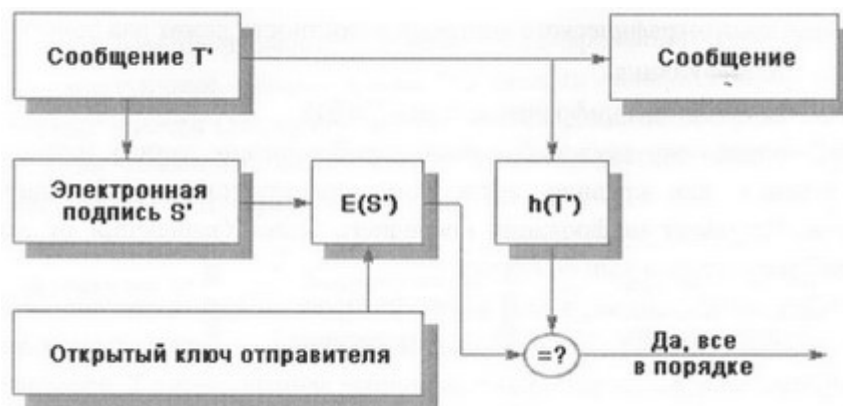 Сообщение T'
Сообщение
Электронная
подпись S'
E(S')
h(T')
Открытый ключ отправителя
=?
Да, все
в порядке